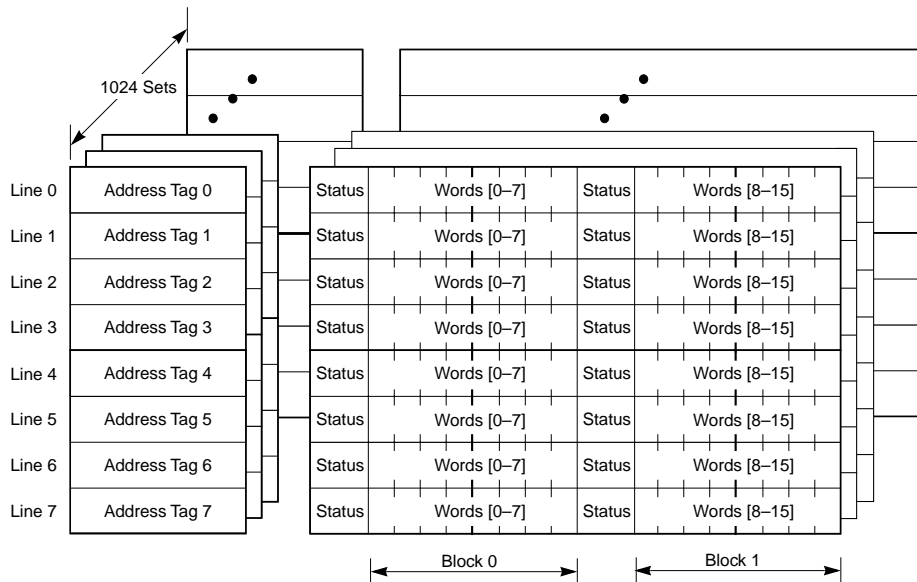 1024 Sets
Line 0 Address Tag 0 Status Words [0–7] Status Words [8–15]
Line 1 Address Tag 1 Status Words [0–7] Status Words [8–15]
Line 2 Address Tag 2 Status Words [0–7] Status Words [8–15]
Line 3 Address Tag 3 Status Words [0–7] Status Words [8–15]
Line 4 Address Tag 4 Status Words [0–7] Status Words [8–15]
Line 5 Address Tag 5 Status Words [0–7] Status Words [8–15]
Line 6 Address Tag 6 Status Words [0–7] Status Words [8–15]
Line 7 Address Tag 7 Status Words [0–7] Status Words [8–15]
Block 0 Block 1